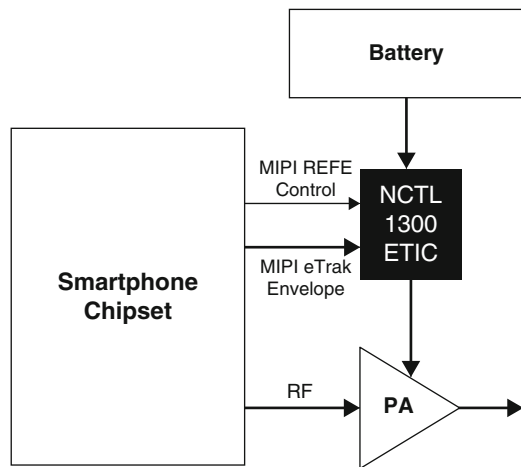 Battery
MIPI REFE
Control
NCTL
1300
ETIC
MIPI eTrak
Envelope
Smartphone
Chipset
RF
PA